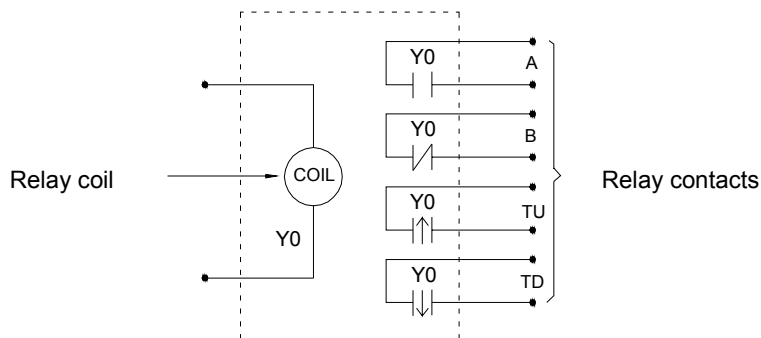 Y0
A
Y0
B
Relay coil
COIL
Relay contacts
Y0
TU
Y0
Y0
TD